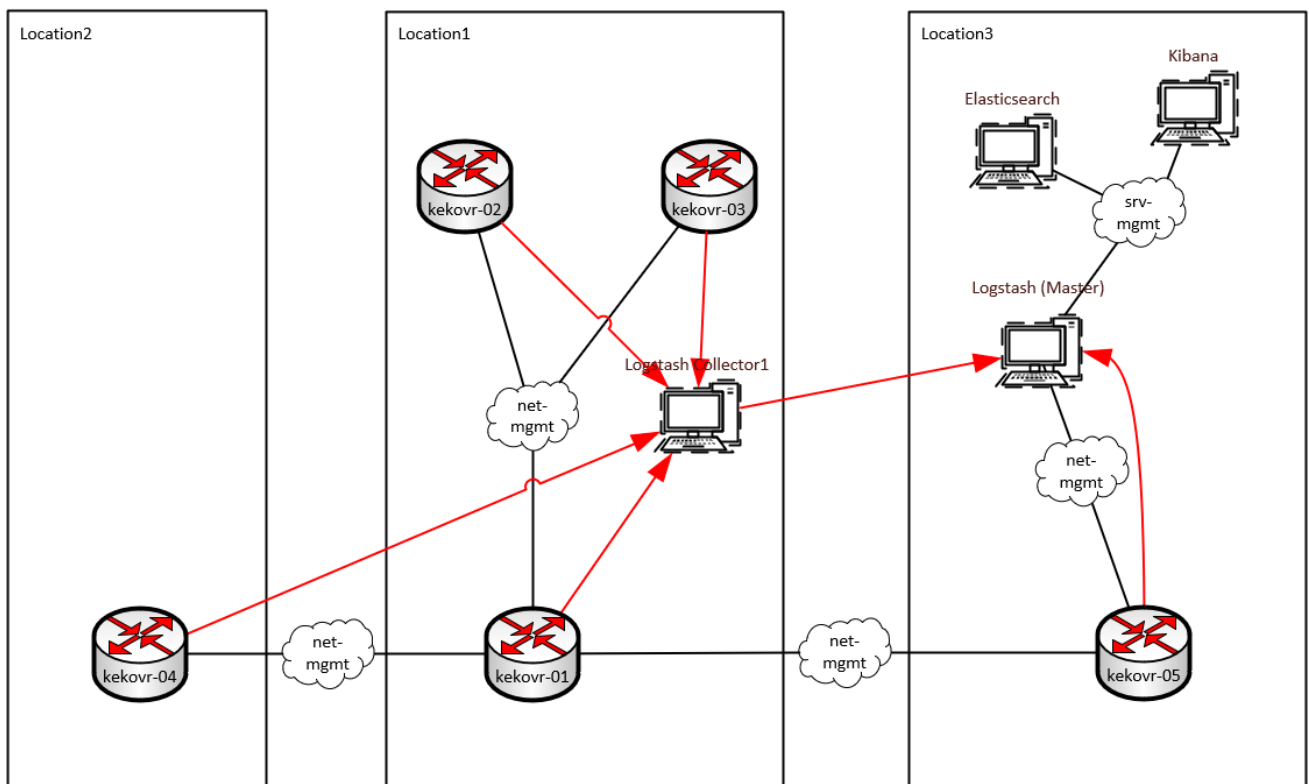 Location2
Location1
Location3
Kibana
Elasticsearch
kekovr-02
kekovr-03
srv-
mgmt
Logstash (Master)
Logstash Collector1
net-
mgmt
net-
mgmt
kekovr-04
net-
mgmt
kekovr-01
net-
mgmt
kekovr-05